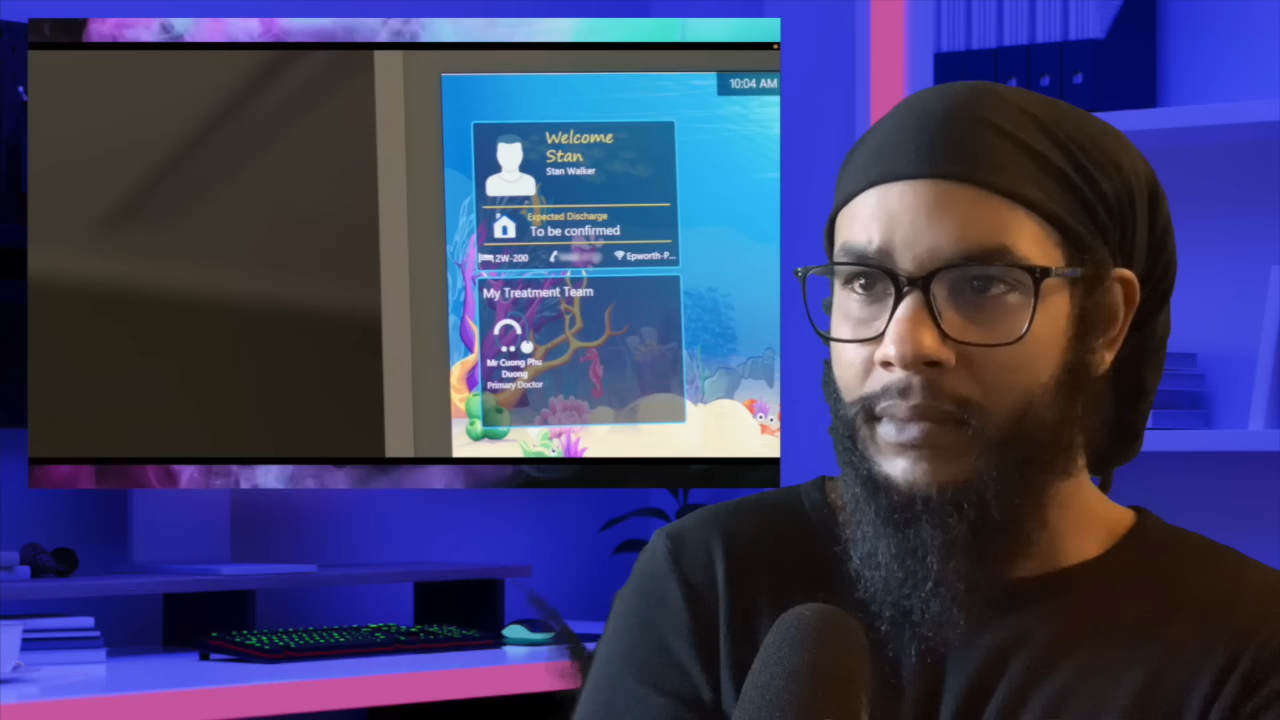 10:04 AM
Welcome
Stan
Stan Walker
Expected Discharge
To be confirmed
12W-200
Epworth-P...
My Treatment Team
Mr Cuong Phu
Duong
Primary Doctor